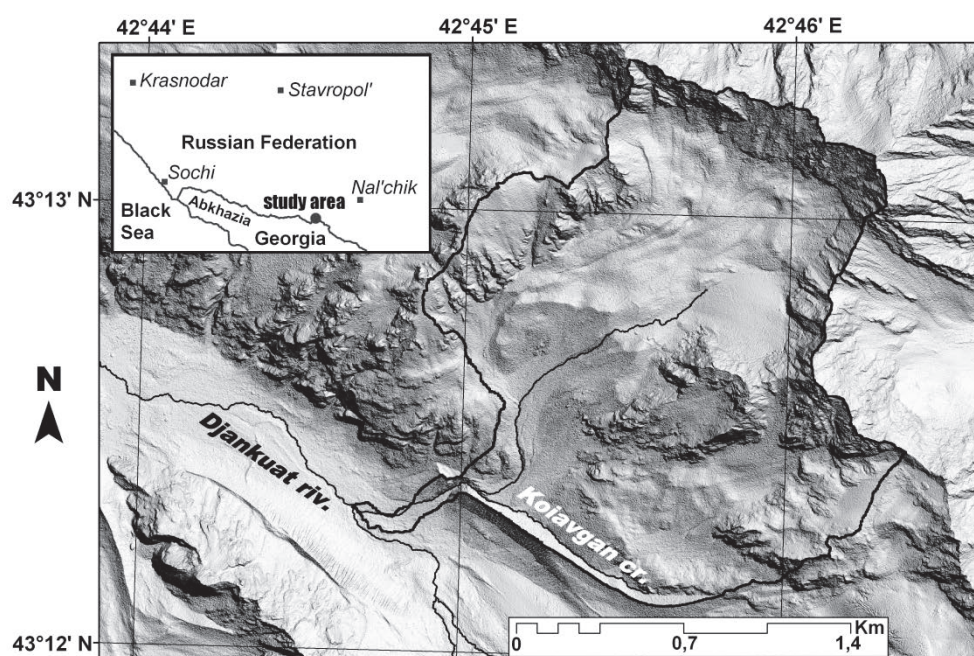 42°44' E
42°45' E
42°46' E
Krasnodar
Stavropol'
Russian Federation
Sochi
Nal'chik
43°13' N
Abkhazia
study area
Black
Sea
Georgia
N
Djankuat riv.
Kolavgan cr.
43°12' N
Km
0
0,7
1,4